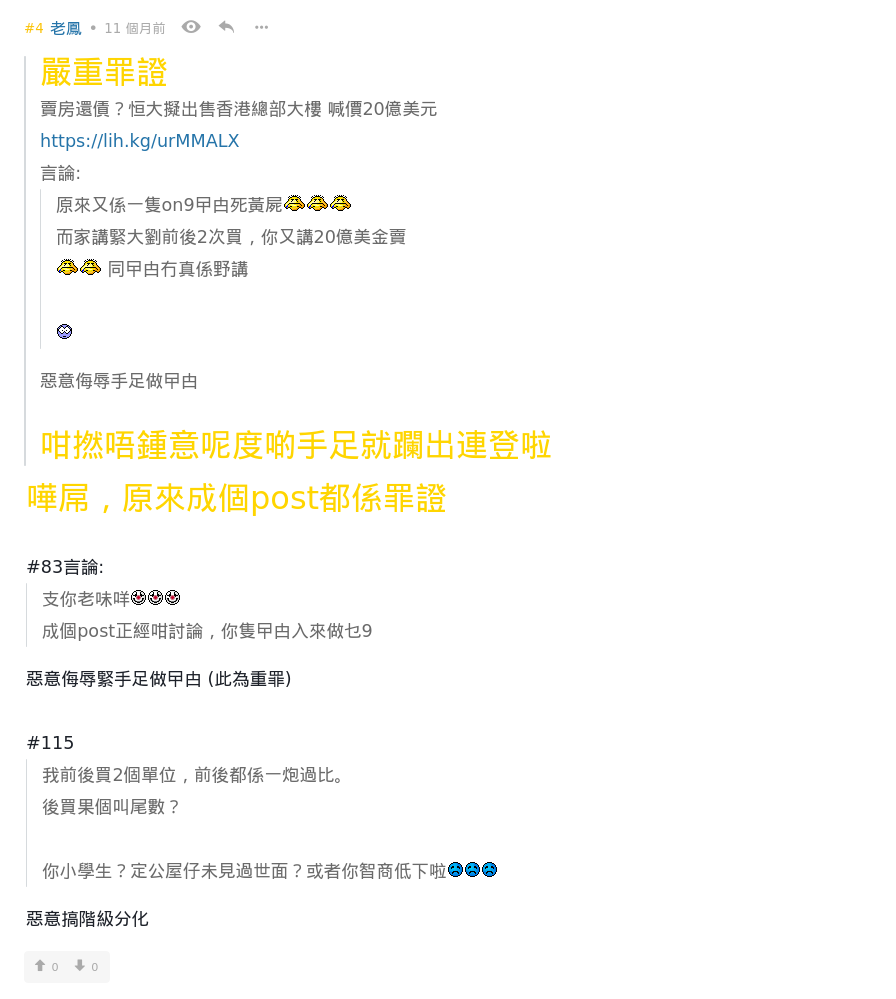 #4 老鳳 • 11 個月前
嚴重罪證
賣房還債？恒大擬出售香港總部大樓 喊價20億美元
https://lih.kg/urMMALX
言論:
原來又係一隻on9曱甴死黃屍
而家講緊大劉前後2次買，你又講20億美金賣
同曱甴冇真係野講
惡意侮辱手足做曱甴
咁撚唔鍾意呢度啲手足就躝出連登啦
嘩屌，原來成個post都係罪證
#83言論:
支你老味咩
成個post正經咁討論，你隻曱甴入來做乜9
惡意侮辱緊手足做曱甴 (此為重罪)
#115
我前後買2個單位，前後都係一炮過比。
後買果個叫尾數？
你小學生？定公屋仔未見過世面？或者你智商低下啦
惡意搞階級分化
0 0